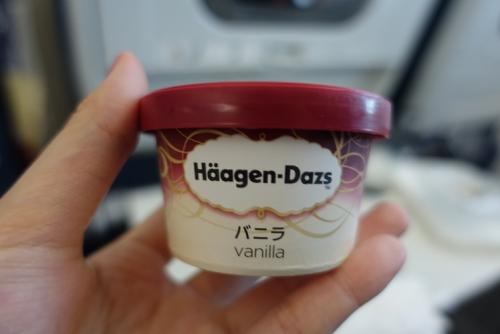 Häagen-Dazs
バニラ
vanilla